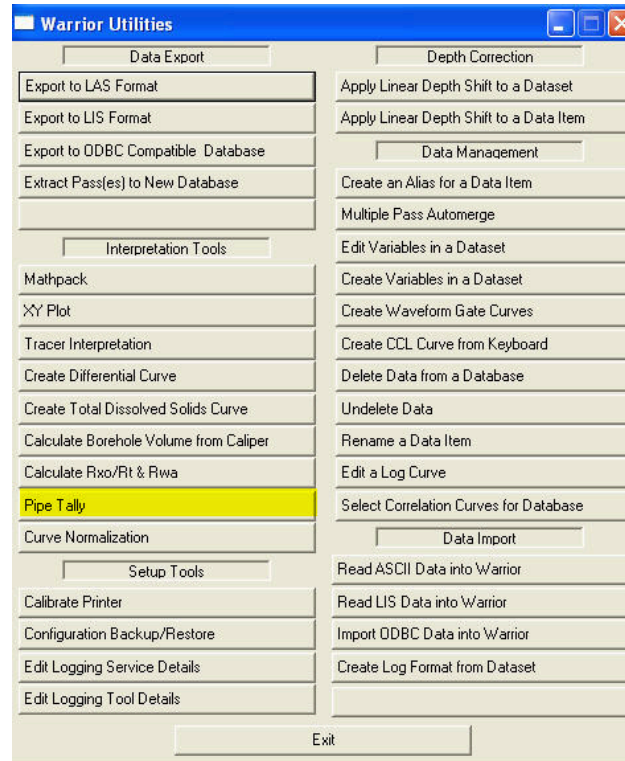 Warrior Utilities
Data Export
Export to LAS Format
Export to LIS Format
Export to ODBC Compatible Database
Extract Pass(es) to New Database
Interpretation Tools
Mathpack
XY Plot
Tracer Interpretation
Create Differential Curve
Create Total Dissolved Solids Curve
Calculate Borehole Volume from Caliper
Calculate Rxo/Rt & Rwa
Pipe Tally
Curve Normalization
Setup Tools
Calibrate Printer
Configuration Backup/Restore
Edit Logging Service Details
Edit Logging Tool Details
Depth Correction
Apply Linear Depth Shift to a Dataset
Apply Linear Depth Shift to a Data Item
Data Management
Create an Alias for a Data Item
Multiple Pass Automerge
Edit Variables in a Dataset
Create Variables in a Dataset
Create Waveform Gate Curves
Create CCL Curve from Keyboard
Delete Data from a Database
Undelete Data
Rename a Data Item
Edit a Log Curve
Select Correlation Curves for Database
Data Import
Read ASCII Data into Warrior
Read LIS Data into Warrior
Import ODBC Data into Warrior
Create Log Format from Dataset
Exit